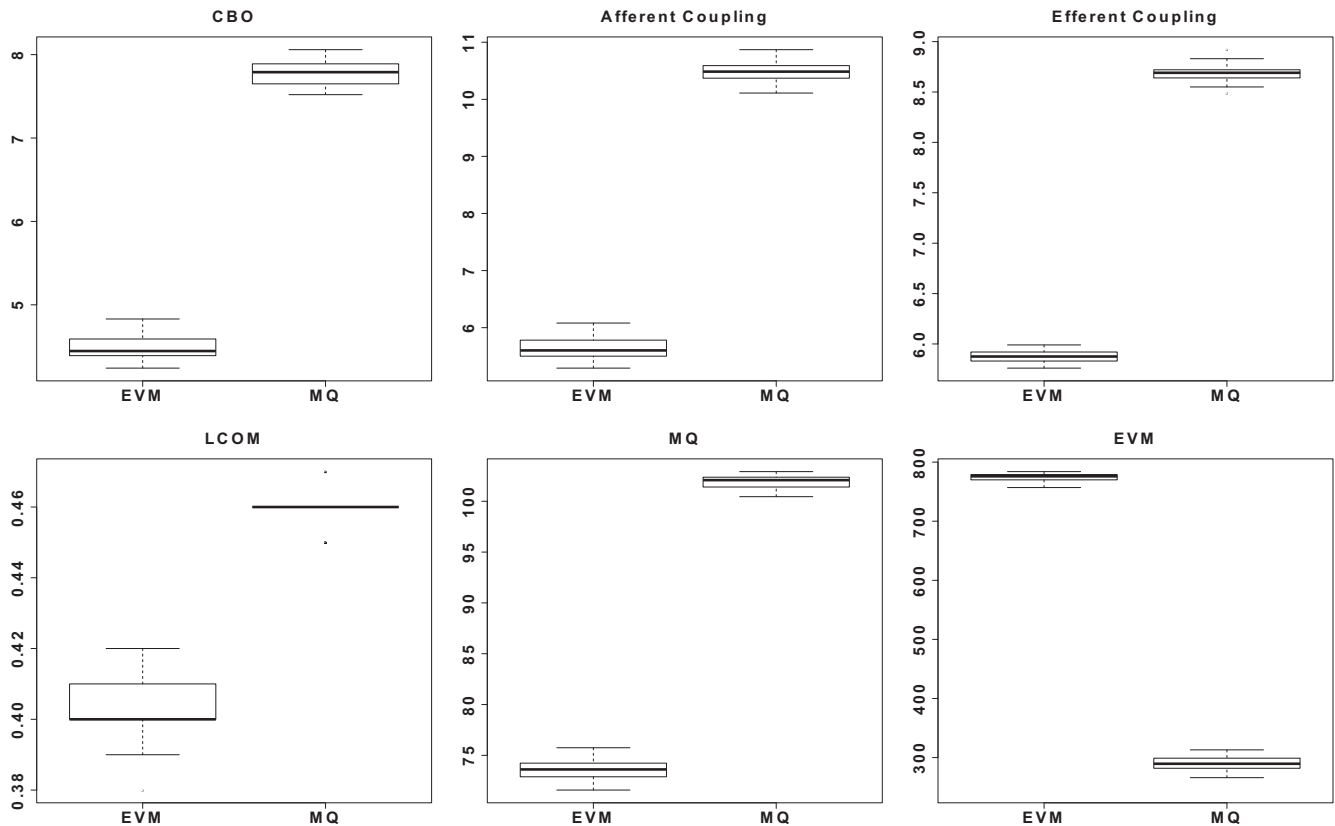 CBO
8
7
6
5
EVM
MQ
Afferent Coupling
11
10
9
8
7
6
EVM
MQ
Efferent Coupling
9.0
8.5
8.0
7.5
7.0
6.5
6.0
EVM
MQ
LCOM
0.46
0.44
0.42
0.40
0.38
EVM
MQ
MQ
100
95
90
85
80
75
EVM
MQ
EVM
800
700
600
500
400
300
EVM
MQ